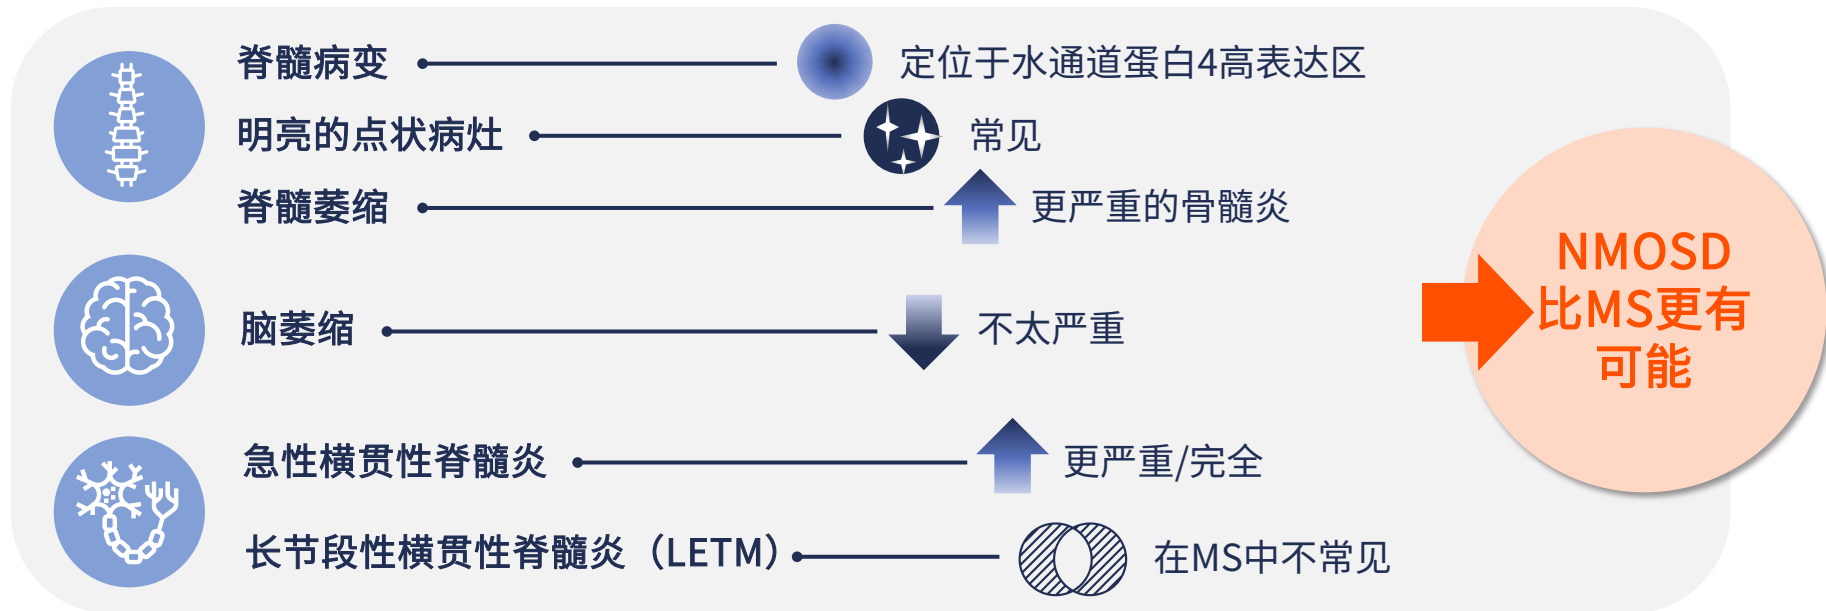 脊髓病变 定位于水通道蛋白4高表达区
明亮的点状病灶 常见
脊髓萎缩 更严重的骨髓炎
脑萎缩 不太严重
急性横贯性脊髓炎 更严重/完全
长节段性横贯性脊髓炎（LETM） 在MS中不常见
NMOSD
比MS更有
可能